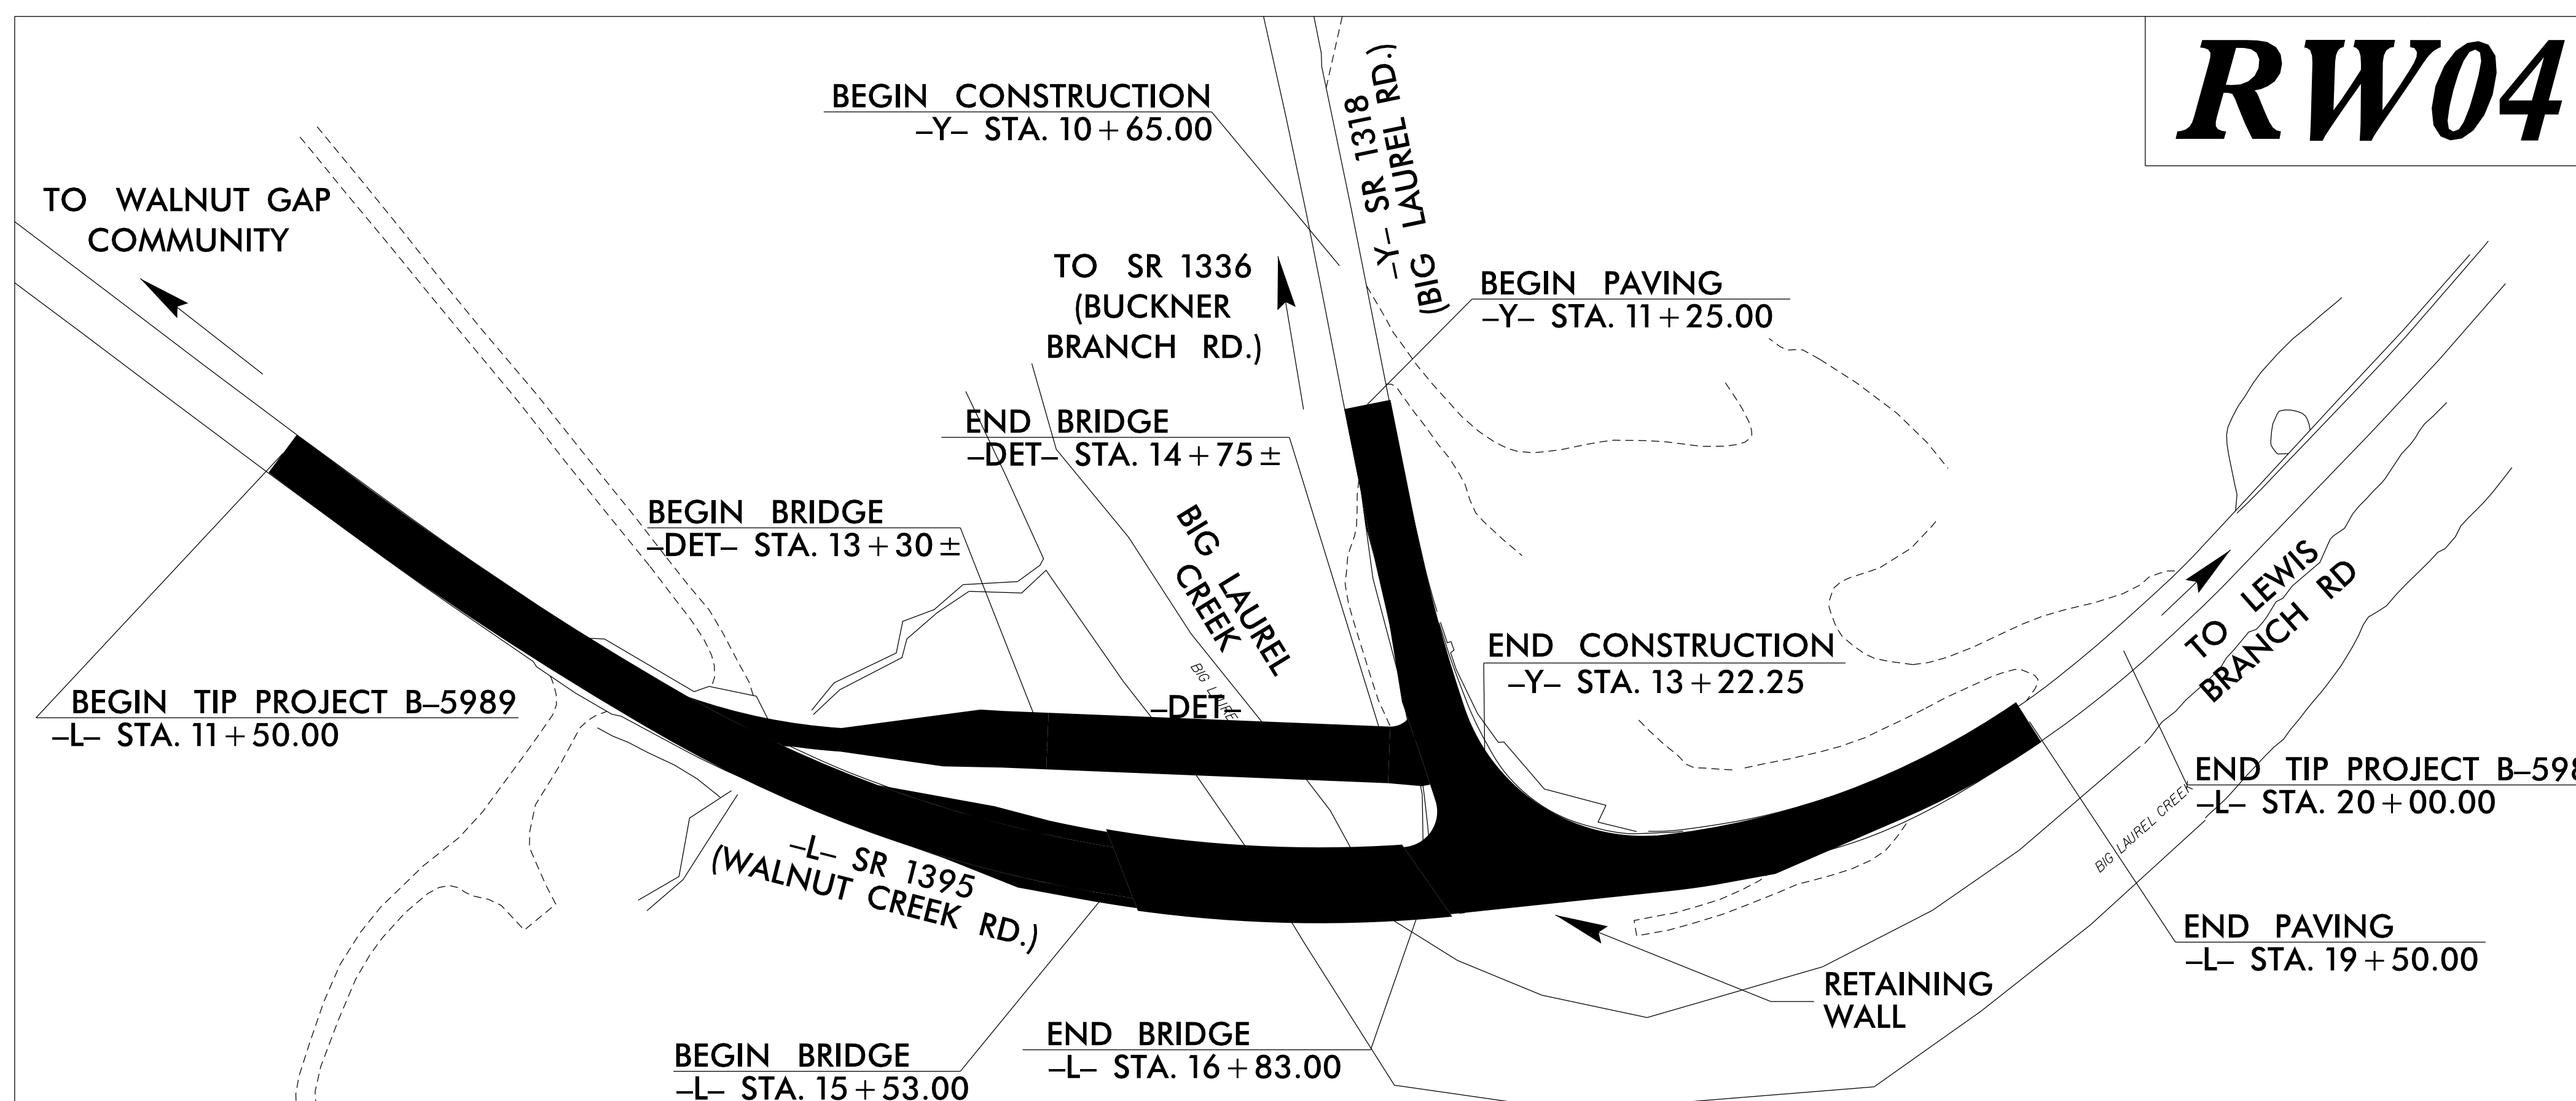 RW04
BEGIN CONSTRUCTION
–Y– STA. 10+65.00
–Y– SR 1318
(BIG LAUREL RD.)
TO WALNUT GAP
COMMUNITY
TO SR 1336
(BUCKNER
BRANCH RD.)
BEGIN PAVING
–Y– STA. 11+25.00
END BRIDGE
–DET– STA. 14+75±
BEGIN BRIDGE
–DET– STA. 13+30±
BIG LAUREL
CREEK
BIG
–DET–
END CONSTRUCTION
–Y– STA. 13+22.25
TO LEWIS
BRANCH RD
BEGIN TIP PROJECT B–5989
–L– STA. 11+50.00
END TIP PROJECT
–L– STA. 20+00.00
BIG LAUREL CREEK
–L– SR 1395
(WALNUT CREEK RD.)
END PAVING
–L– STA. 19+50.00
RETAINING
WALL
BEGIN BRIDGE
–L– STA. 15+53.00
END BRIDGE
–L– STA. 16+83.00